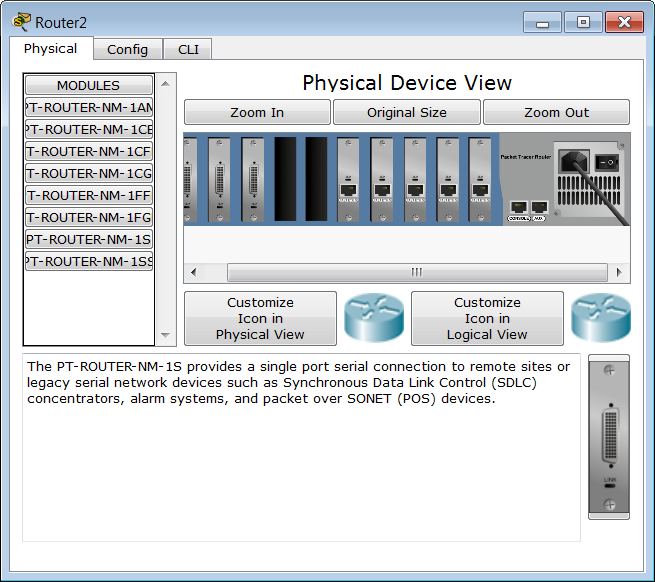 Router2
Physical
Config
CLI
MODULES
PT-ROUTER-NM-1AM
PT-ROUTER-NM-1CE
T-ROUTER-NM-1CF
T-ROUTER-NM-1CG
T-ROUTER-NM-1FF
T-ROUTER-NM-1FG
PT-ROUTER-NM-1S
PT-ROUTER-NM-1SS
Physical Device View
Zoom In
Original Size
Zoom Out
Packet Tracer Router
CONSOLE
AUX
Customize
Icon in
Physical View
Customize
Icon in
Logical View
The PT-ROUTER-NM-1S provides a single port serial connection to remote sites or
legacy serial network devices such as Synchronous Data Link Control (SDLC)
concentrators, alarm systems, and packet over SONET (POS) devices.
LINK